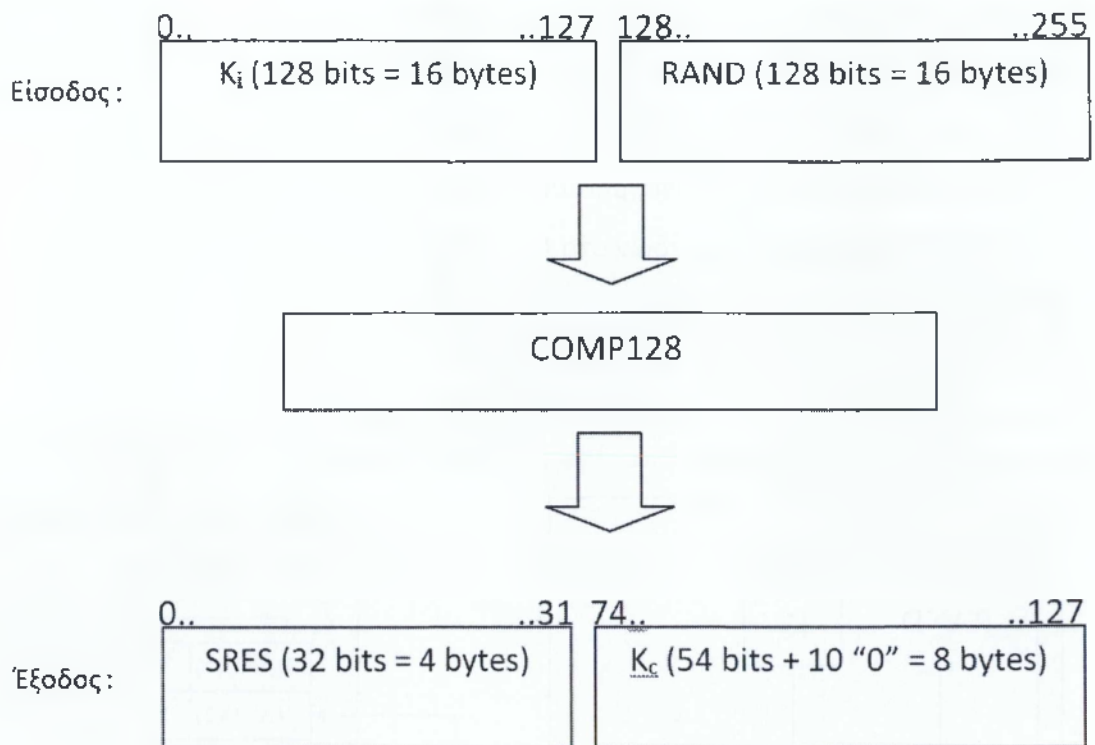 0.. ..127 128.. ..255
Είσοδος: Ki (128 bits = 16 bytes) RAND (128 bits = 16 bytes)
COMP128
0.. ..31 74.. ..127
Έξοδος: SRES (32 bits = 4 bytes) Kc (54 bits + 10 “0” = 8 bytes)